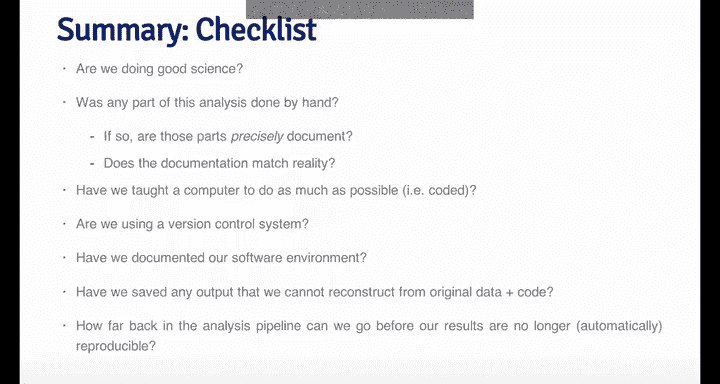 Summary: Checklist
· Are we doing good science?
· Was any part of this analysis done by hand?
- If so, are those parts precisely document?
- Does the documentation match reality?
· Have we taught a computer to do as much as possible (i.e. coded)?
· Are we using a version control system?
· Have we documented our software environment?
· Have we saved any output that we cannot reconstruct from original data + code?
· How far back in the analysis pipeline can we go before our results are no longer (automatically)
reproducible?